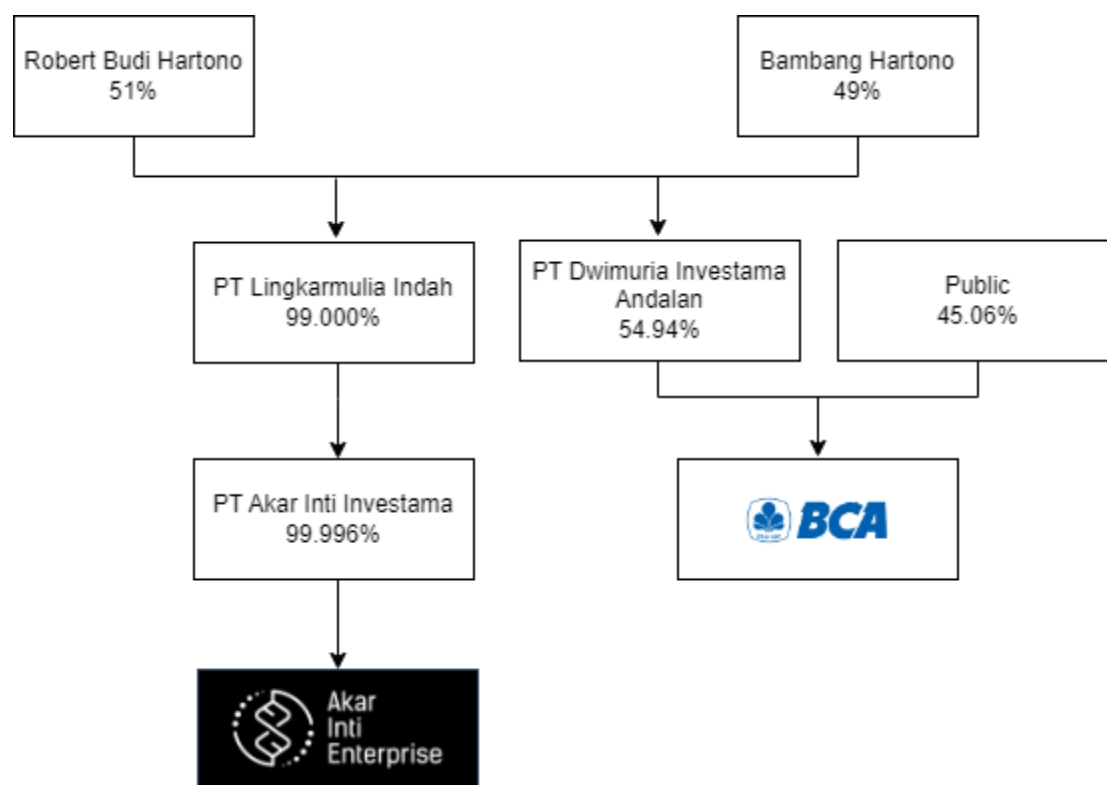 Robert Budi Hartono
51%
Bambang Hartono
49%
PT Lingkarmulia Indah
99.000%
PT Dwimuria Investama
Andalan
54.94%
Public
45.06%
PT Akar Inti Investama
99.996%
BCA
Akar
Inti
Enterprise